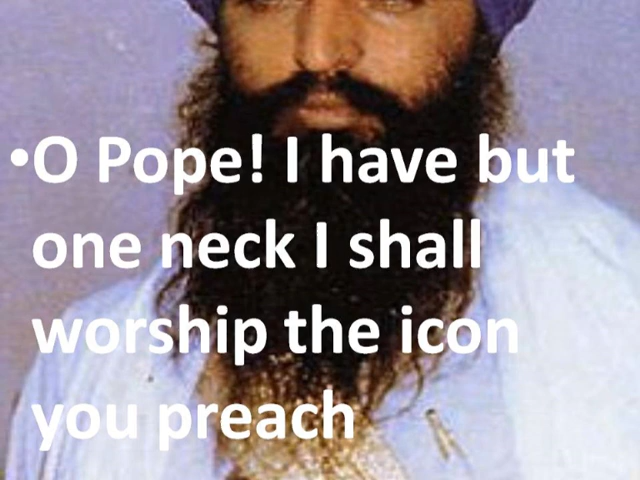 •O Pope! I have but
one neck I shall
worship the icon
you preach